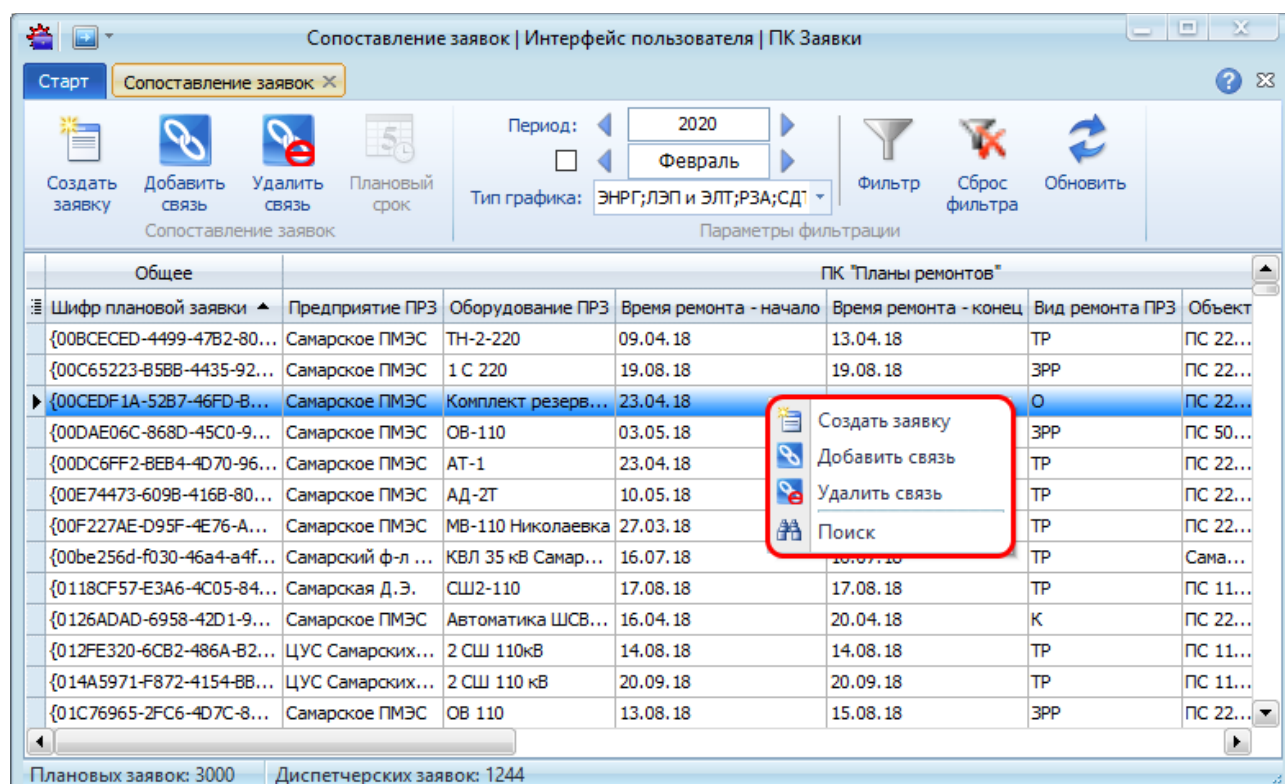 Сопоставление заявок | Интерфейс пользователя | ПК Заявки
Старт Сопоставление заявок
Период: 2020
Февраль
Тип графика: ЭНРГ;ЛЭП и ЭЛТ;РЗА;СДТ
Создать заявку Добавить связь Удалить связь Плановый срок Фильтр Сброс фильтра Обновить
Сопоставление заявок Параметры фильтрации
Общее ПК "Планы ремонтов"
Шифр плановой заявки Предприятие ПРЗ Оборудование ПРЗ Время ремонта - начало Время ремонта - конец Вид ремонта ПРЗ Объект
{00BCECED-4499-47B2-80... Самарское ПМЭС ТН-2-220 09.04.18 13.04.18 ТР ПС 22...
{00C65223-B5BB-4435-92... Самарское ПМЭС 1 С 220 19.08.18 19.08.18 ЗРР ПС 22...
{00CEDF1A-52B7-46FD-B... Самарское ПМЭС Комплект резерв... 23.04.18 О ПС 22...
{00DAE06C-868D-45C0-9... Самарское ПМЭС ОВ-110 03.05.18 ЗРР ПС 50...
{00DC6FF2-BEB4-4D70-96... Самарское ПМЭС АТ-1 23.04.18 ТР ПС 22...
{00E74473-609B-416B-80... Самарское ПМЭС АД-2Т 10.05.18 ТР ПС 22...
{00F227AE-D95F-4E76-A... Самарское ПМЭС МВ-110 Николаевка 27.03.18 ТР ПС 22...
{00be256d-f030-46a4-a4f... Самарский ф-л ... КВЛ 35 кВ Самар... 16.07.18 ТР Сама...
{0118CF57-E3A6-4C05-84... Самарская Д.Э. СШ2-110 17.08.18 17.08.18 ТР ПС 11...
{0126ADAD-6958-42D1-9... Самарское ПМЭС Автоматика ШСВ... 16.04.18 20.04.18 К ПС 22...
{012FE320-6CB2-486A-B2... ЦУС Самарских... 2 СШ 110кВ 14.08.18 14.08.18 ТР ПС 11...
{014A5971-F872-4154-BB... ЦУС Самарских... 2 СШ 110 кВ 20.09.18 20.09.18 ТР ПС 11...
{01C76965-2FC6-4D7C-8... Самарское ПМЭС ОВ 110 13.08.18 15.08.18 ЗРР ПС 22...
Создать заявку
Добавить связь
Удалить связь
Поиск
Плановых заявок: 3000 Диспетчерских заявок: 1244